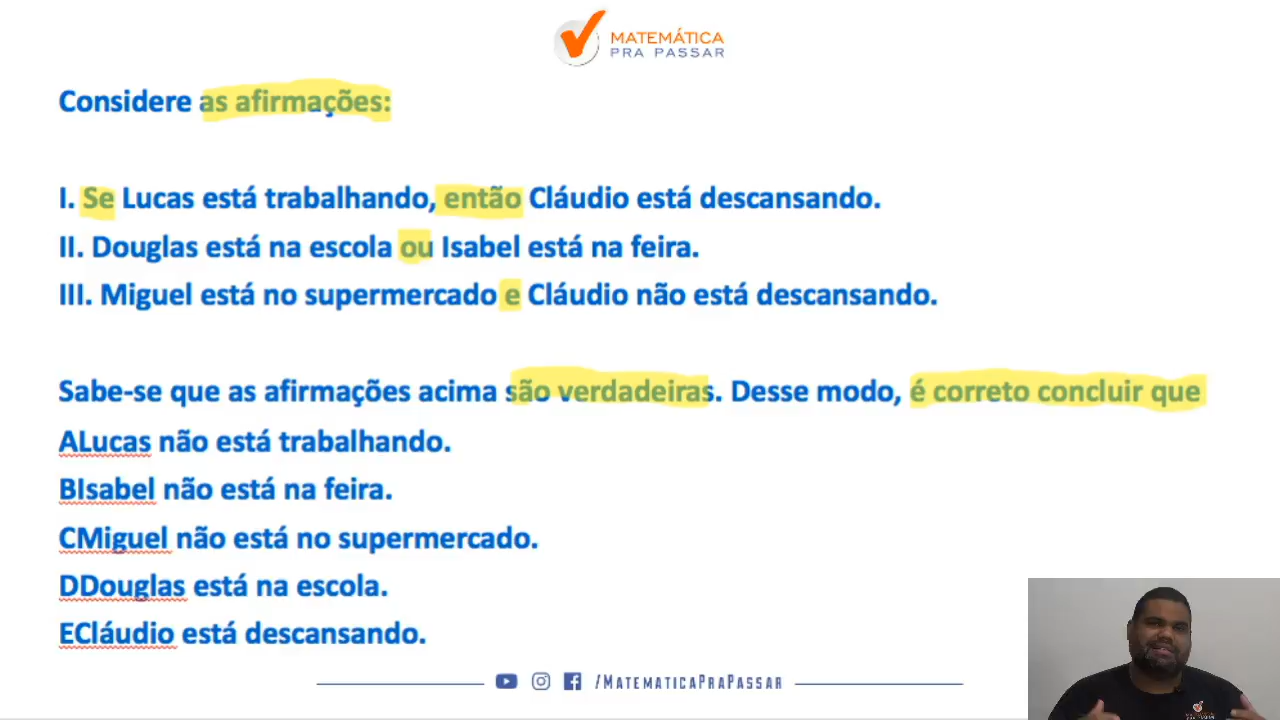 MATEMÁTICA
PRA PASSAR
Considere as afirmações:
I. Se Lucas está trabalhando, então Cláudio está descansando.
II. Douglas está na escola ou Isabel está na feira.
III. Miguel está no supermercado e Cláudio não está descansando.
Sabe-se que as afirmações acima são verdadeiras. Desse modo, é correto concluir que
ALucas não está trabalhando.
BIsabel não está na feira.
CMiguel não está no supermercado.
DDouglas está na escola.
ECláudio está descansando.
/MATEMATICAPRAPASSAR